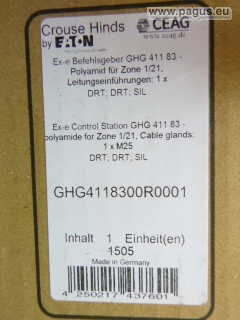 © www.pagus.eu
Crouse Hinds
by EATON
CEAG
www.ceag.de
Ex-e Befehlsgeber GHG 411 83 -
Polyamid für Zone 1/21,
Leitungseinführungen: 1 x
DRT; DRT; SIL
Ex-e Control Station GHG 411 83 -
polyamide for Zone 1/21, Cable glands:
1 x M25
DRT; DRT; SIL
GHG4118300R0001
Inhalt 1 Einheit(en)
1505
Made in Germany
4 250217 437601